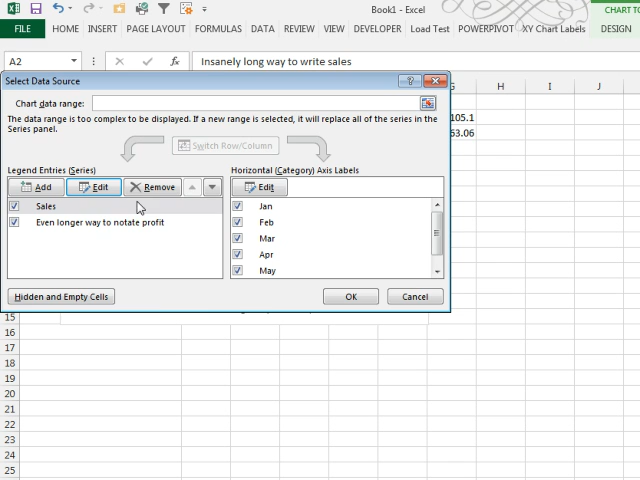 Book1 - Excel
CHART TO
FILE HOME INSERT PAGE LAYOUT FORMULAS DATA REVIEW VIEW DEVELOPER Load Test POWERPIVOT XY Chart Labels DESIGN
A2 fx Insanely long way to write sales
Select Data Source
G H I J
Chart data range:
The data range is too complex to be displayed. If a new range is selected, it will replace all of the series in the
Series panel.
105.1
63.06
Switch Row/Column
Legend Entries (Series) Horizontal (Category) Axis Labels
Add Edit Remove Edit
Sales Jan
Even longer way to notate profit Feb
Mar
Apr
May
Hidden and Empty Cells OK Cancel
15
16
17
18
19
20
21
22
23
24
25